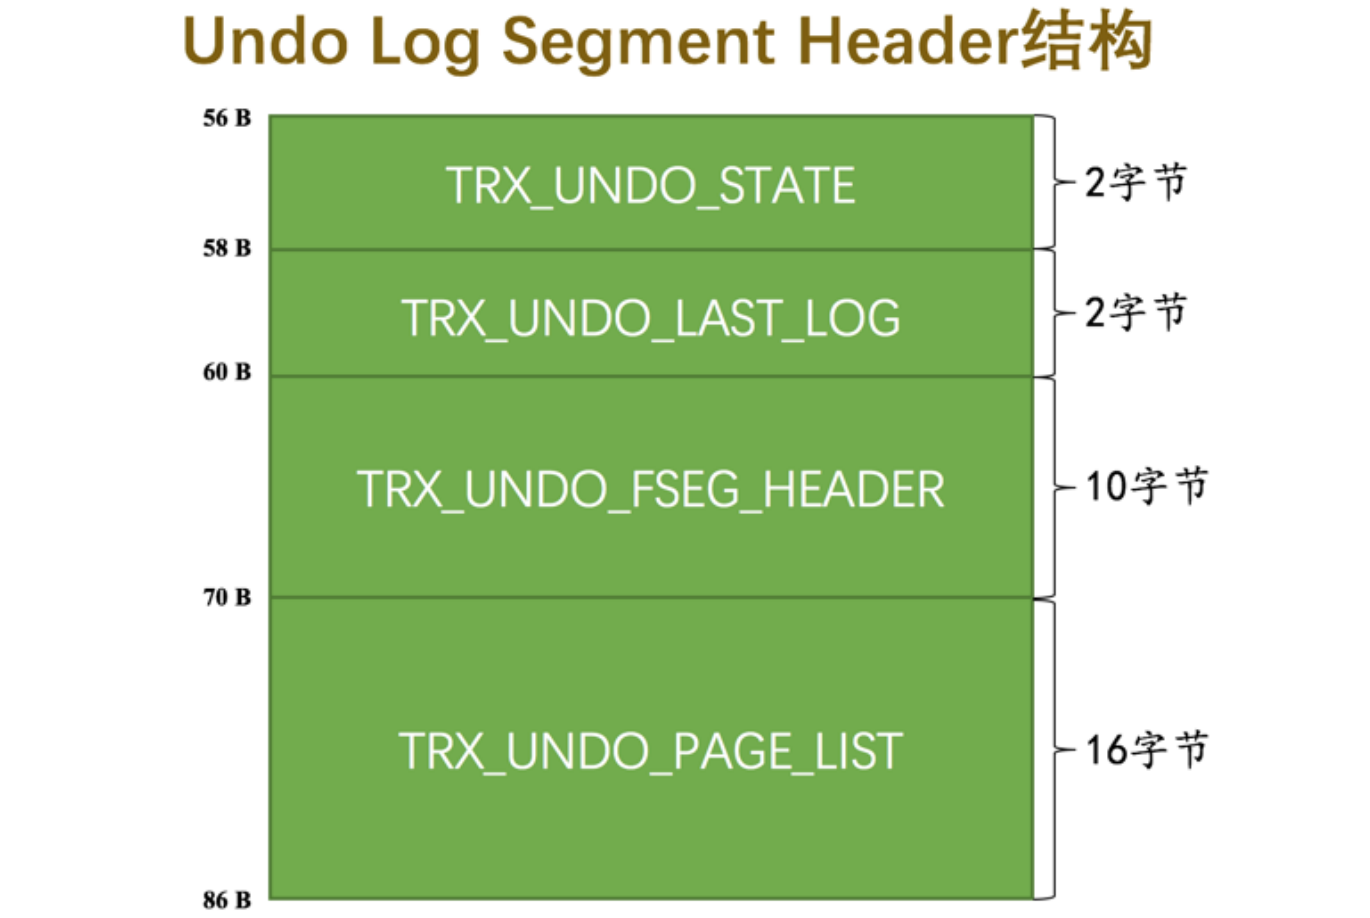 Undo Log Segment Header结构
56 B
TRX_UNDO_STATE
2字节
58 B
TRX_UNDO_LAST_LOG
2字节
60 B
TRX_UNDO_FSEG_HEADER
10字节
70 B
TRX_UNDO_PAGE_LIST
16字节
86 B